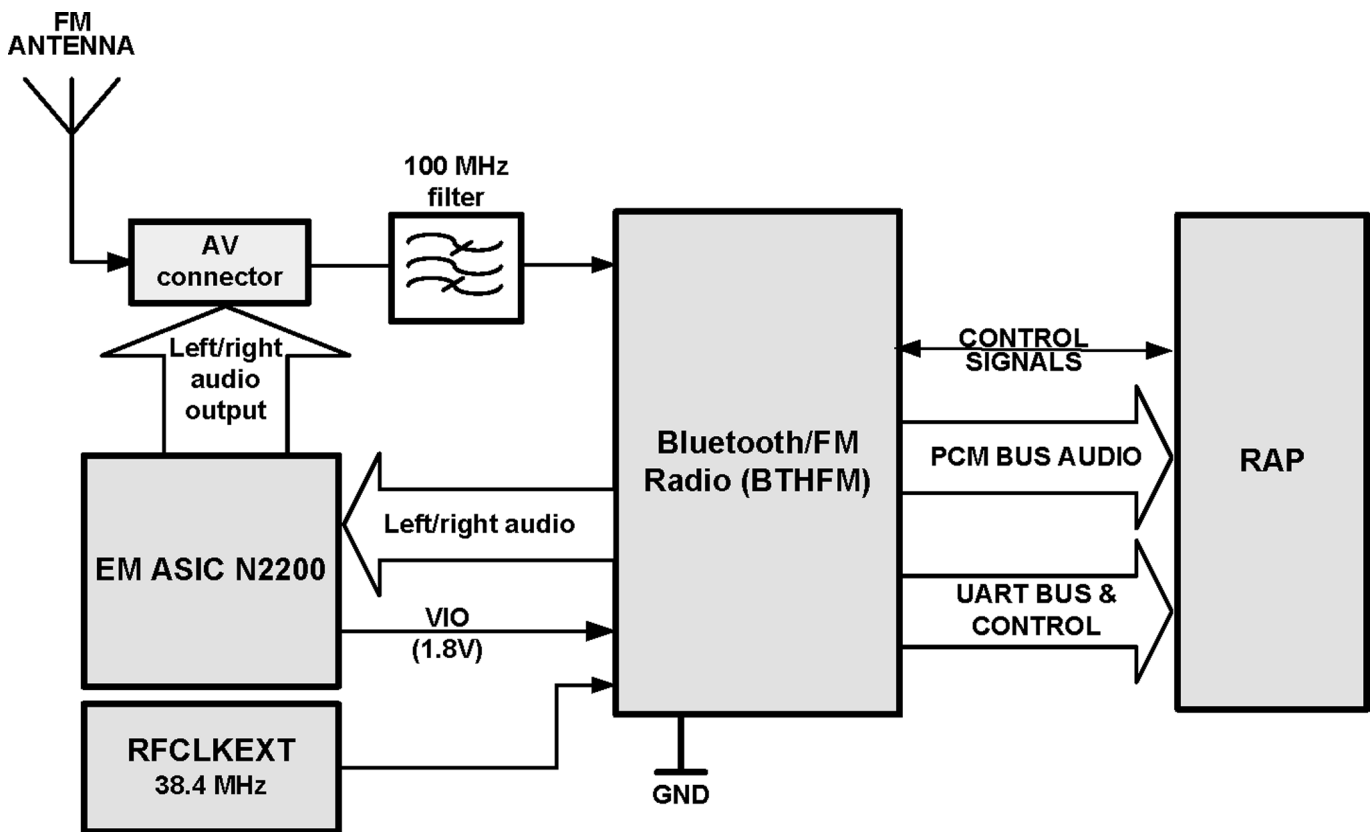 FM
ANTENNA
100 MHz
filter
AV
connector
Left/right
audio
output
CONTROL
SIGNALS
Bluetooth/FM
Radio (BTHFM)
PCM BUS AUDIO
RAP
Left/right audio
EM ASIC N2200
UART BUS &
CONTROL
VIO
(1.8V)
RFCLKEXT
38.4 MHz
GND